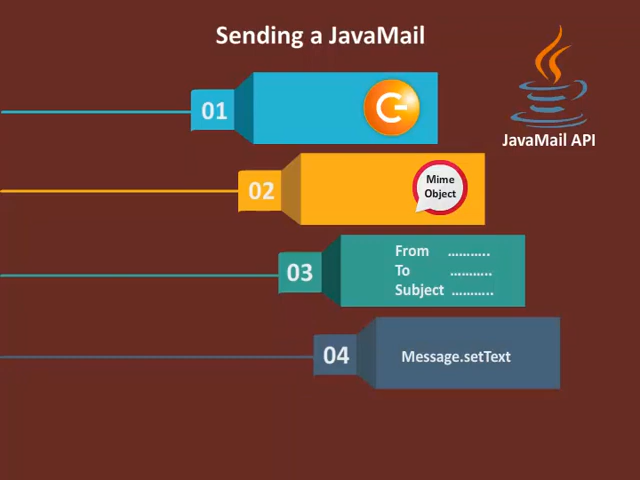 Sending a JavaMail
JavaMail API
01
02
Mime
Object
03
From ...........
To ...........
Subject ...........
04
Message.setText